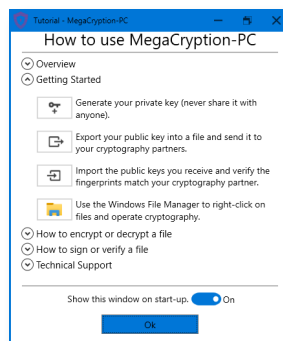 Tutorial - MegaCryption-PC
How to use MegaCryption-PC
Overview
Getting Started
Generate your private key (never share it with
anyone).
Export your public key into a file and send it to
your cryptography partners.
Import the public keys you receive and verify the
fingerprints match your cryptography partner.
Use the Windows File Manager to right-click on
files and operate cryptography.
How to encrypt or decrypt a file
How to sign or verify a file
Technical Support
Show this window on start-up. On
Ok